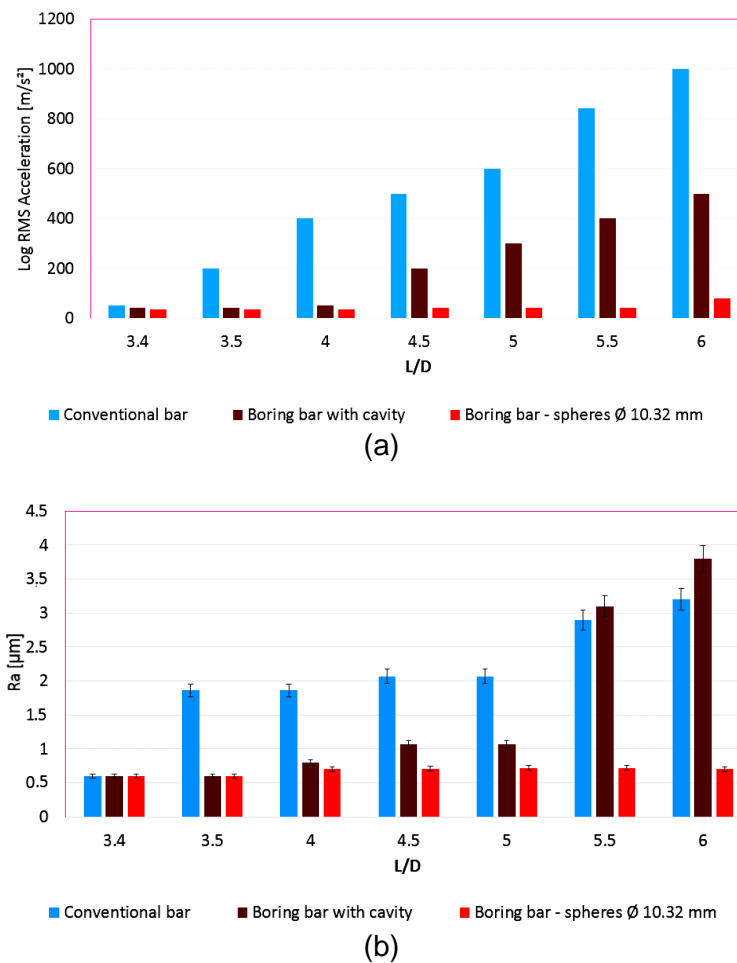 1200
1000
800
600
400
200
0
Log RMS Acceleration [m/s²]
3.4 3.5 4 4.5 5 5.5 6
L/D
Conventional bar Boring bar with cavity Boring bar - spheres Ø 10.32 mm
(a)
4.5
4
3.5
3
2.5
2
1.5
1
0.5
0
Ra [µm]
3.4 3.5 4 4.5 5 5.5 6
L/D
Conventional bar Boring bar with cavity Boring bar - spheres Ø 10.32 mm
(b)